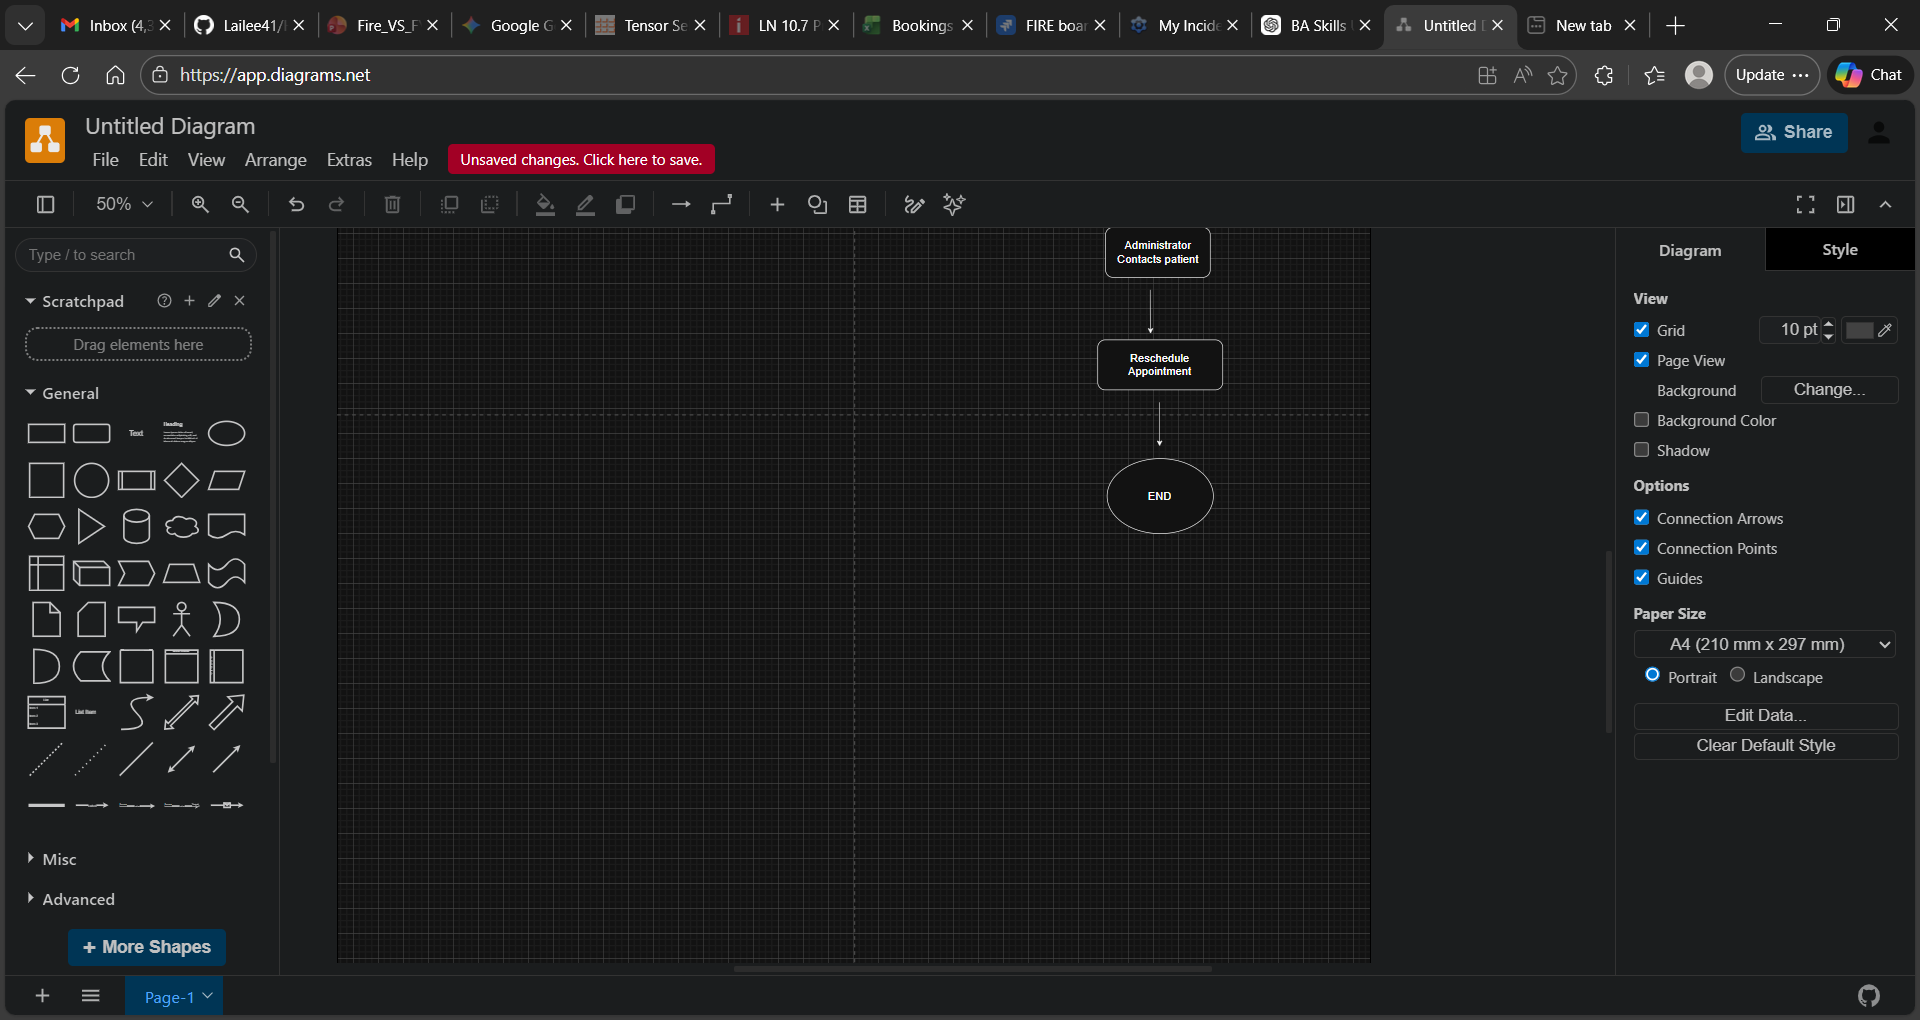 Inbox (4,3
Lailee41/
Fire_VS_F
Google G
Tensor Se
LN 10.7 P
Bookings
FIRE boar
My Incide
BA Skills
Untitled
New tab
https://app.diagrams.net
Update
Chat
Untitled Diagram
File Edit View Arrange Extras Help
Unsaved changes. Click here to save.
Share
50%
Type / to search
Scratchpad
Drag elements here
General
Text
Heading
List Item
Misc
Advanced
+ More Shapes
Page-1
Administrator
Contacts patient
Reschedule
Appointment
END
Diagram
Style
View
Grid
10 pt
Page View
Background
Change...
Background Color
Shadow
Options
Connection Arrows
Connection Points
Guides
Paper Size
A4 (210 mm x 297 mm)
Portrait
Landscape
Edit Data...
Clear Default Style